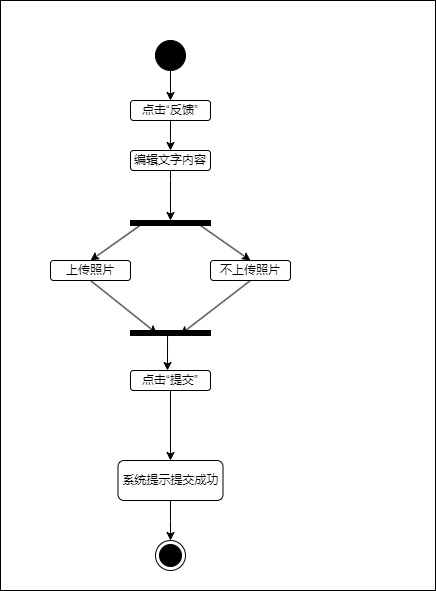 点击“反馈”
编辑文字内容
上传照片
不上传照片
点击“提交”
系统提示提交成功